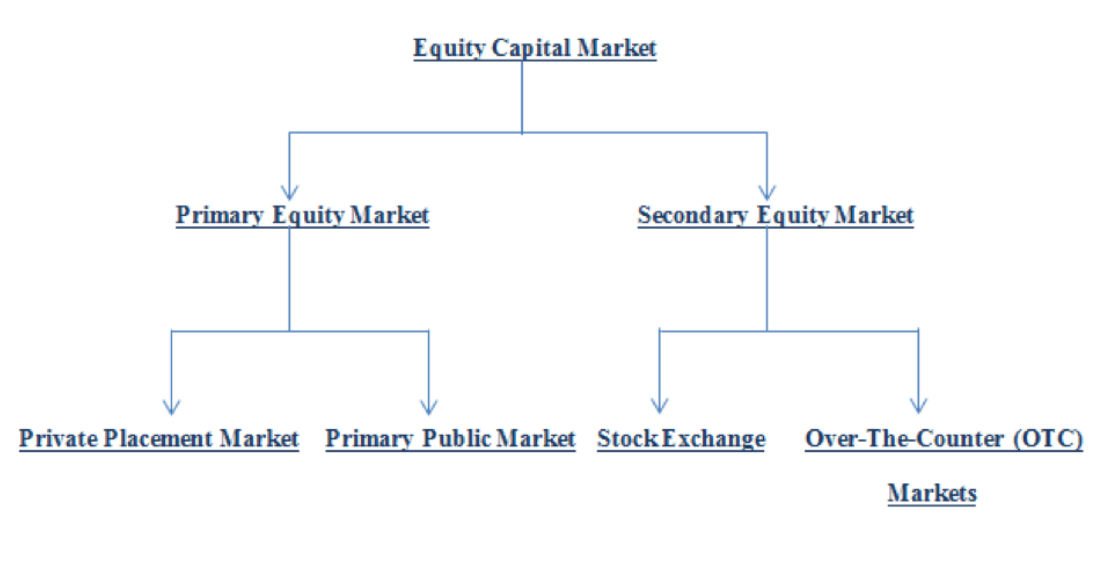 Equity Capital Market
Primary Equity Market
Secondary Equity Market
Private Placement Market
Primary Public Market
Stock Exchange
Over-The-Counter (OTC)
Markets